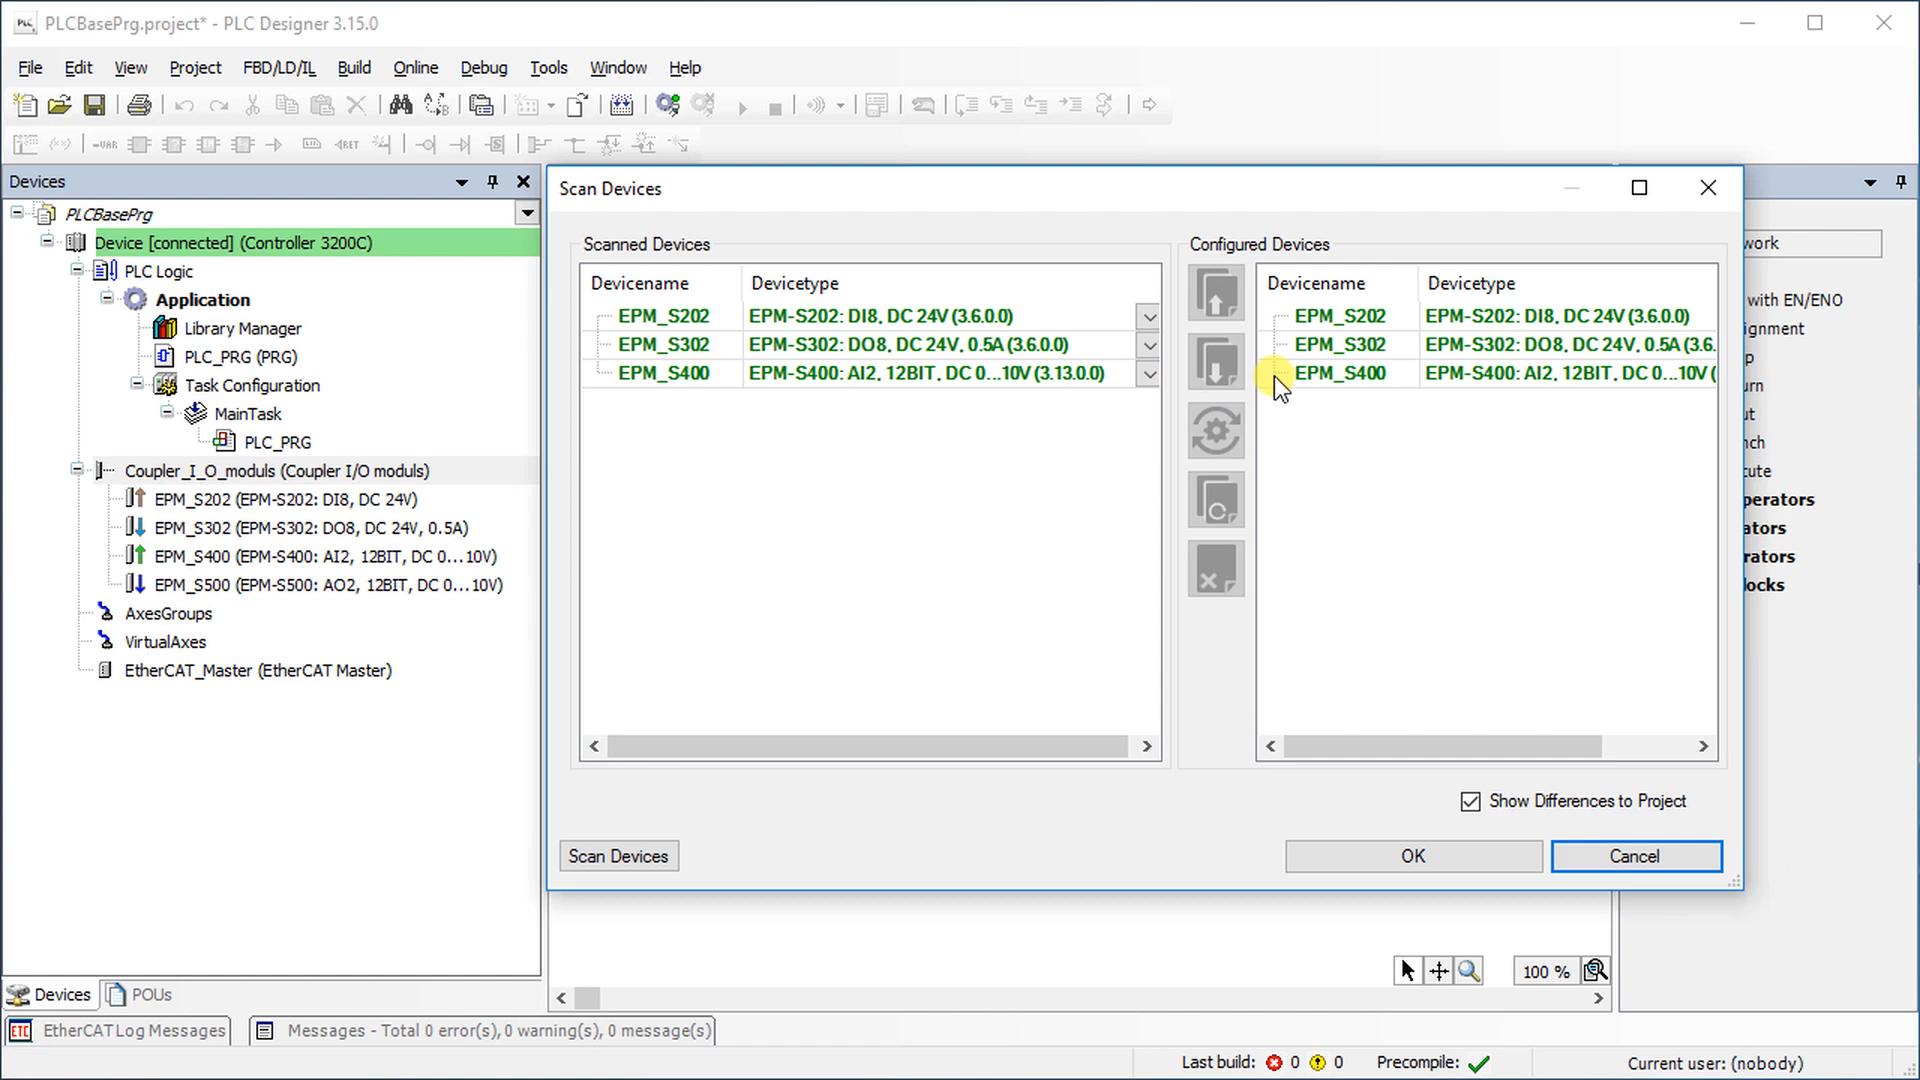 PLCBasePrg.project* - PLC Designer 3.15.0
File Edit View Project FBD/LD/IL Build Online Debug Tools Window Help
Devices
PLCBasePrg
Device [connected] (Controller 3200C)
PLC Logic
Application
Library Manager
PLC_PRG (PRG)
Task Configuration
MainTask
PLC_PRG
Coupler_I_O_moduls (Coupler I/O moduls)
EPM_S202 (EPM-S202: DI8, DC 24V)
EPM_S302 (EPM-S302: DO8, DC 24V, 0.5A)
EPM_S400 (EPM-S400: AI2, 12BIT, DC 0...10V)
EPM_S500 (EPM-S500: AO2, 12BIT, DC 0...10V)
AxesGroups
VirtualAxes
EtherCAT_Master (EtherCAT Master)
Devices POUs
Scan Devices
Scanned Devices
Devicename Devicetype
EPM_S202 EPM-S202: DI8, DC 24V (3.6.0.0)
EPM_S302 EPM-S302: DO8, DC 24V, 0.5A (3.6.0.0)
EPM_S400 EPM-S400: AI2, 12BIT, DC 0...10V (3.13.0.0)
Configured Devices
Devicename Devicetype
EPM_S202 EPM-S202: DI8, DC 24V (3.6.0.0)
EPM_S302 EPM-S302: DO8, DC 24V, 0.5A (3.6.
EPM_S400 EPM-S400: AI2, 12BIT, DC 0...10V (
Show Differences to Project
Scan Devices OK Cancel
work
with EN/ENO
ignment
p
urn
ut
nch
cute
perators
ators
rators
locks
100 %
EtherCAT Log Messages Messages - Total 0 error(s), 0 warning(s), 0 message(s)
Last build: 0 0 Precompile: Current user: (nobody)